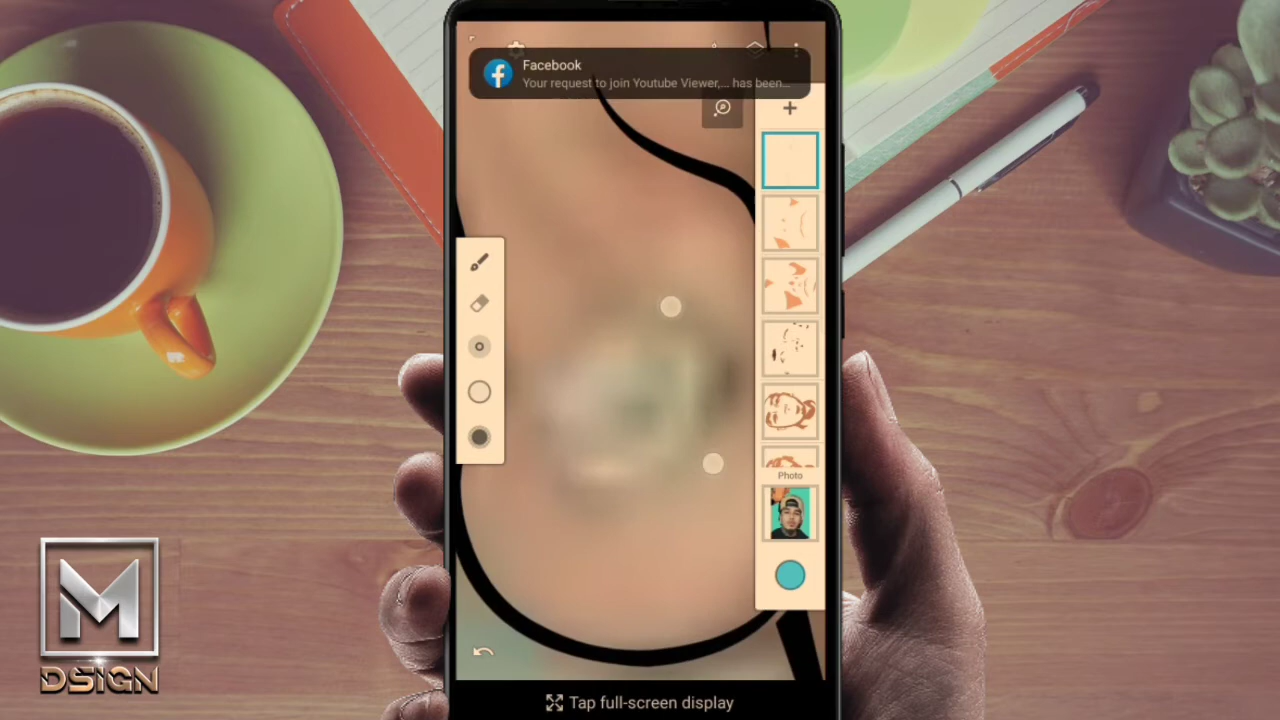 Facebook
Your request to join Youtube Viewer,... has been...
Photo
Tap full-screen display
M
DSIGN